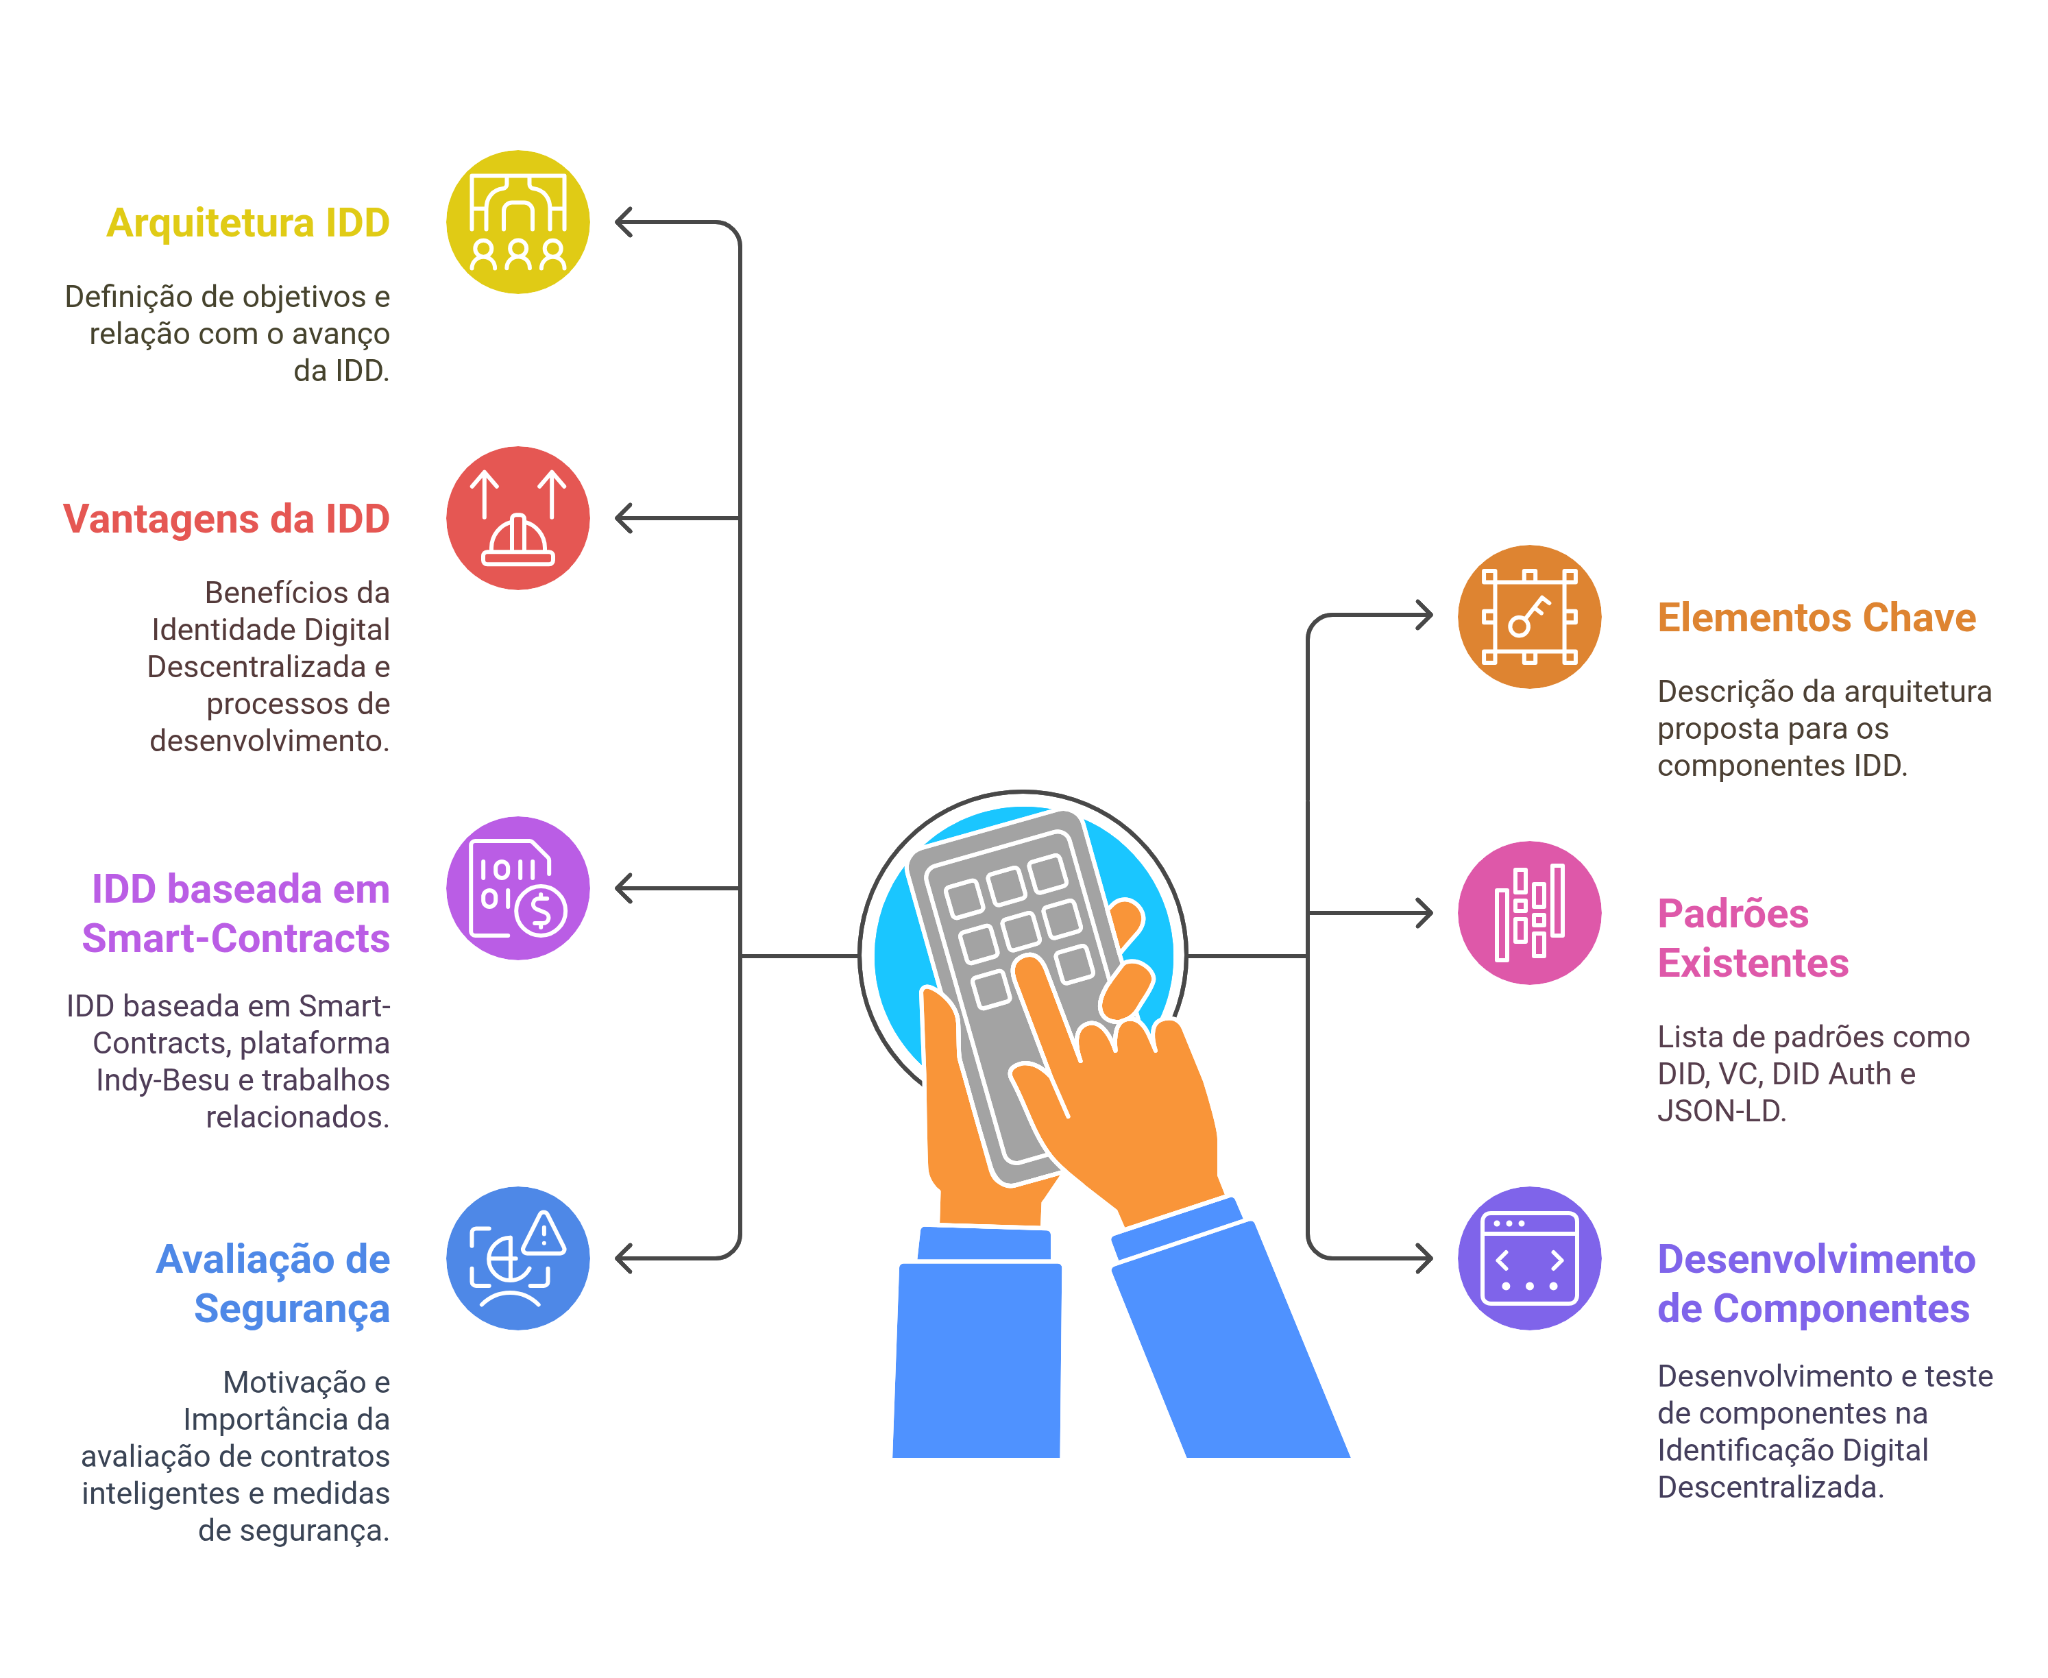 Arquitetura IDD
Definição de objetivos e
relação com o avanço
da IDD.
Vantagens da IDD
Benefícios da
Identidade Digital
Descentralizada e
processos de
desenvolvimento.
IDD baseada em
Smart-Contracts
IDD baseada em Smart-
Contracts, plataforma
Indy-Besu e trabalhos
relacionados.
Avaliação de
Segurança
Motivação e
Importância da
avaliação de contratos
inteligentes e medidas
de segurança.
Elementos Chave
Descrição da arquitetura
proposta para os
componentes IDD.
Padrões
Existentes
Lista de padrões como
DID, VC, DID Auth e
JSON-LD.
Desenvolvimento
de Componentes
Desenvolvimento e teste
de componentes na
Identificação Digital
Descentralizada.